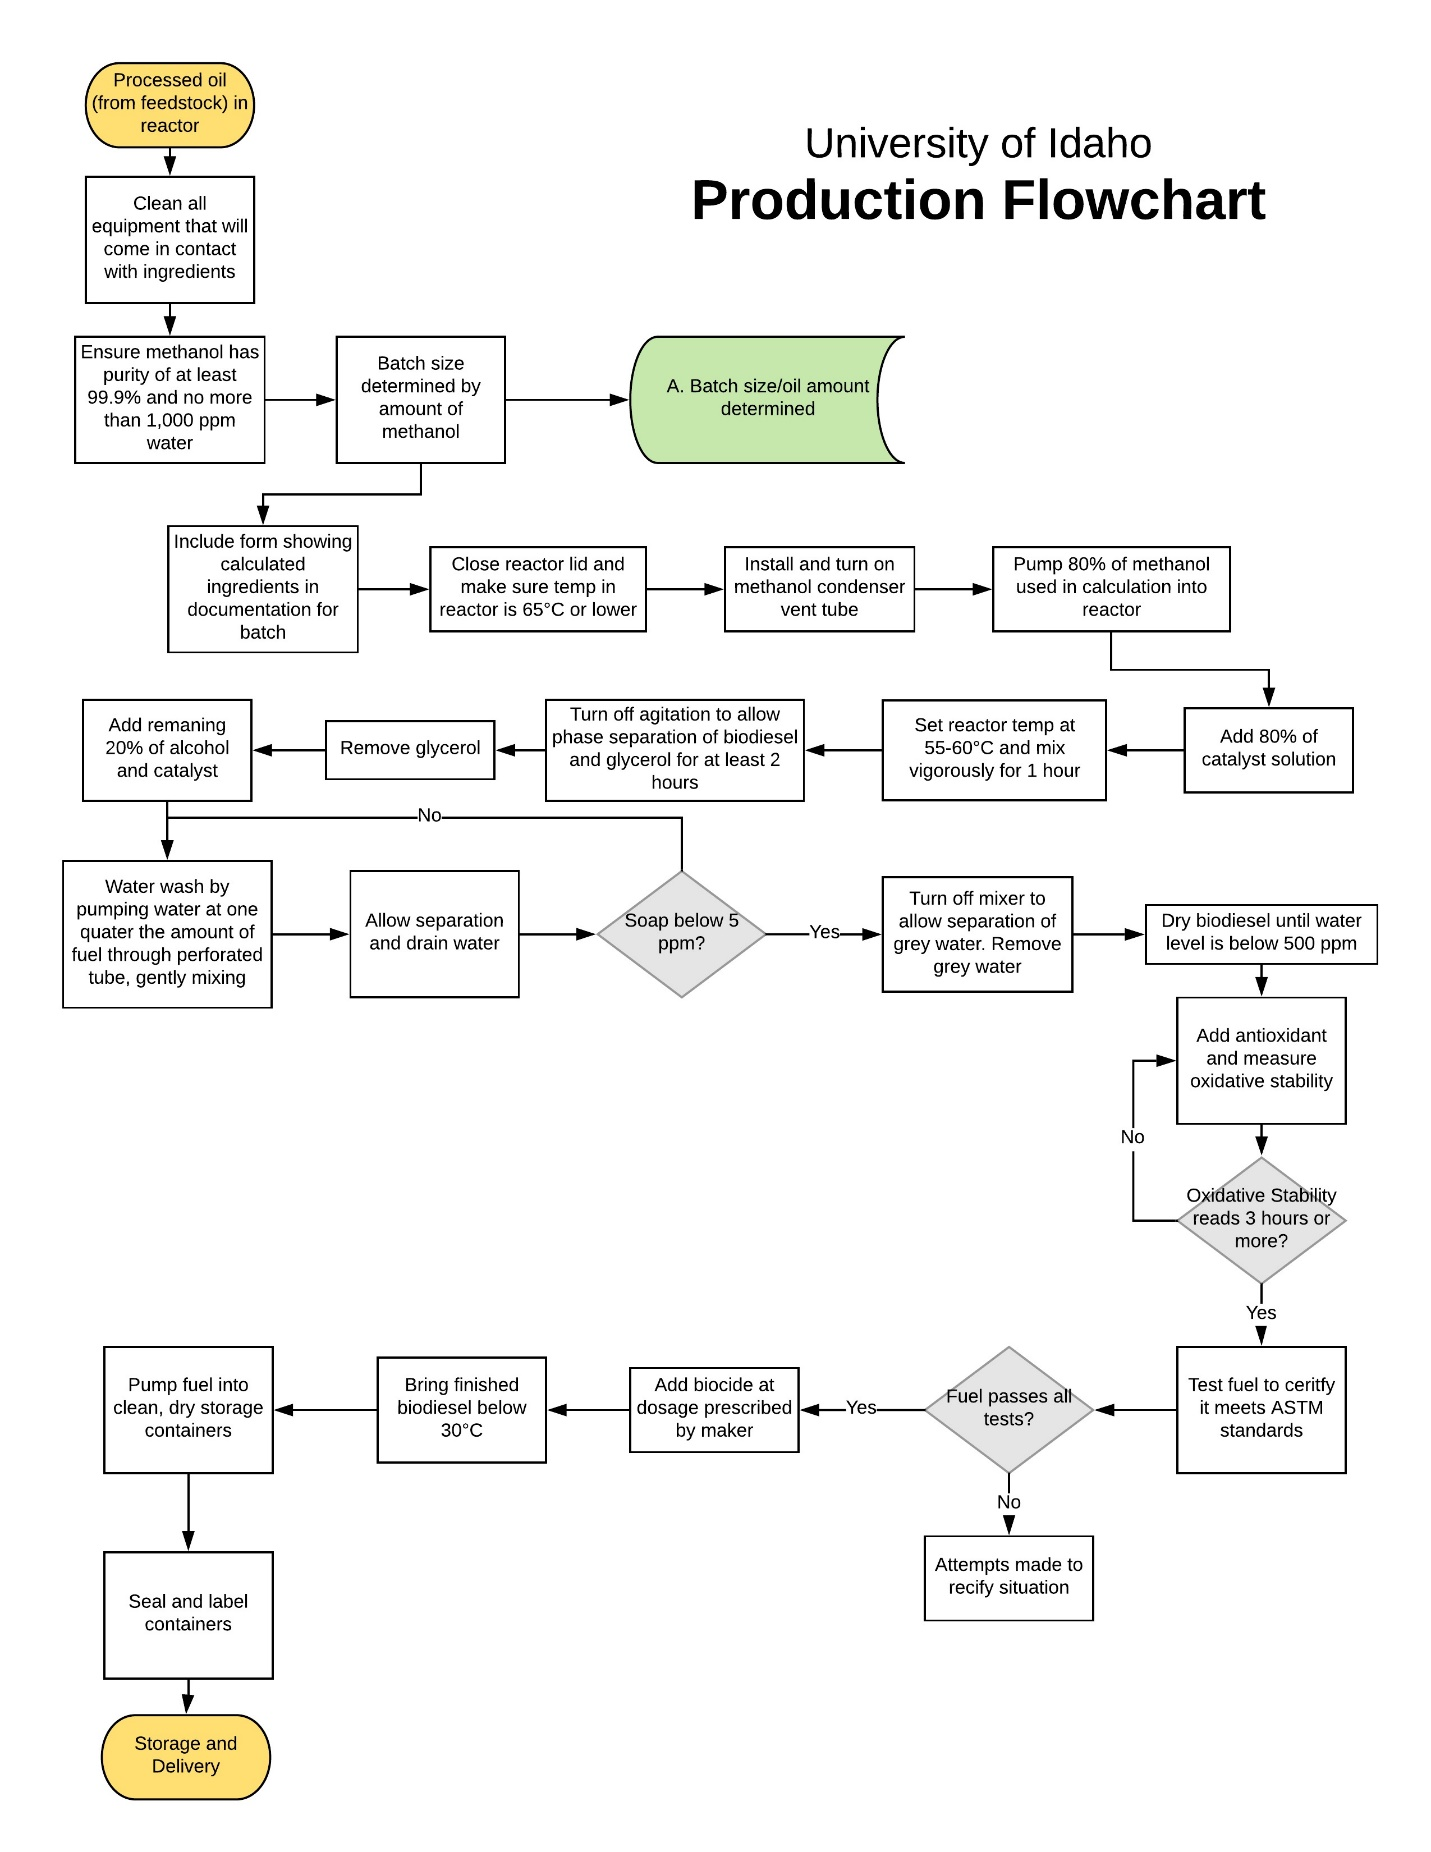 Processed oil
(from feedstock) in
reactor
University of Idaho
Production Flowchart
Clean all
equipment that will
come in contact
with ingredients
Ensure methanol has
purity of at least
99.9% and no more
than 1,000 ppm
water
Batch size
determined by
amount of
methanol
A. Batch size/oil amount
determined
Include form showing
calculated
ingredients in
documentation for
batch
Close reactor lid and
make sure temp in
reactor is 65°C or lower
Install and turn on
methanol condenser
vent tube
Pump 80% of methanol
used in calculation into
reactor
Add 80% of
catalyst solution
Set reactor temp at
55-60°C and mix
vigorously for 1 hour
Turn off agitation to allow
phase separation of biodiesel
and glycerol for at least 2
hours
Remove glycerol
Add remaning
20% of alcohol
and catalyst
No
Water wash by
pumping water at one
quater the amount of
fuel through perforated
tube, gently mixing
Allow separation
and drain water
Soap below 5
ppm?
Yes
Turn off mixer to
allow separation of
grey water. Remove
grey water
Dry biodiesel until water
level is below 500 ppm
Add antioxidant
and measure
oxidative stability
No
Oxidative Stability
reads 3 hours or
more?
Yes
Test fuel to ceritfy
it meets ASTM
standards
Fuel passes all
tests?
Yes
No
Attempts made to
recify situation
Add biocide at
dosage prescribed
by maker
Bring finished
biodiesel below
30°C
Pump fuel into
clean, dry storage
containers
Seal and label
containers
Storage and
Delivery